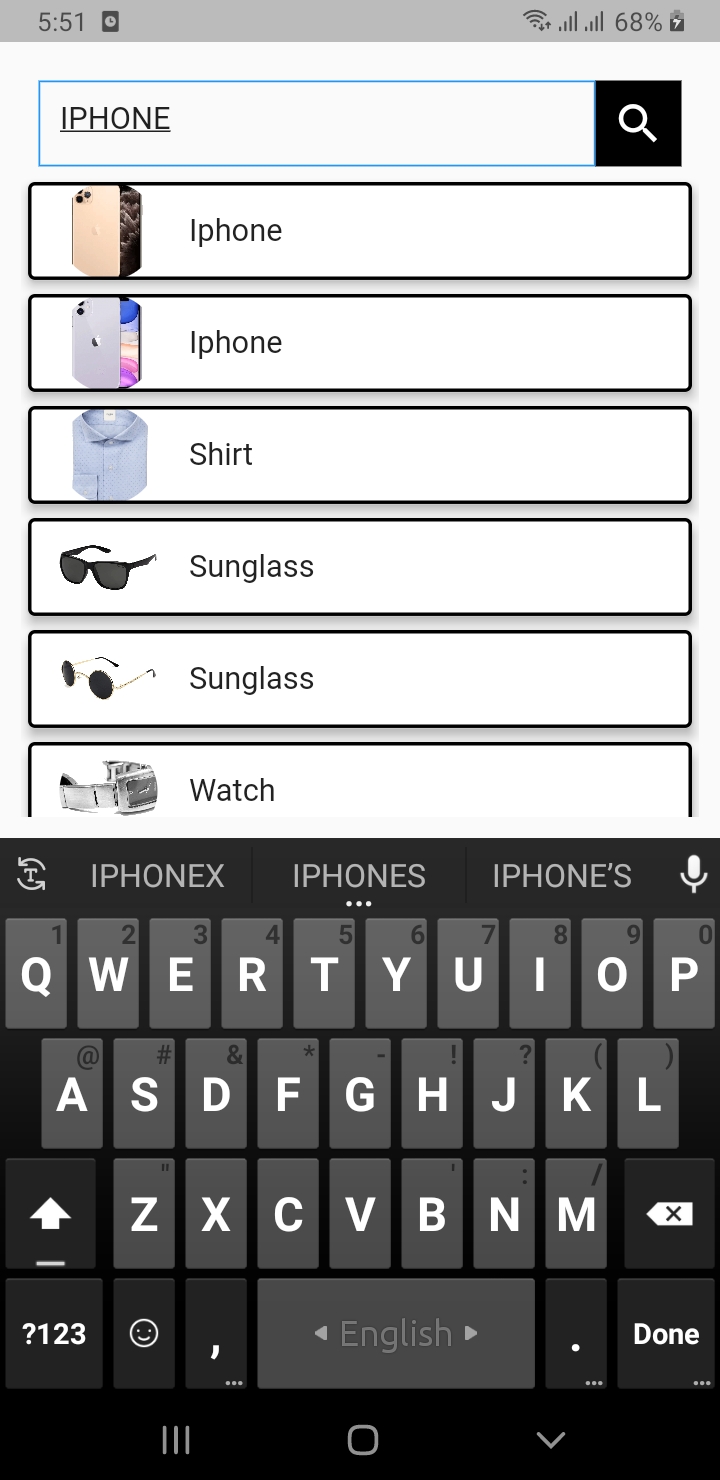 5:51 68%
IPHONE
Iphone
Iphone
Shirt
Sunglass
Sunglass
Watch
IPHONEX IPHONES IPHONE’S
1 2 3 4 5 6 7 8 9 0
Q W E R T Y U I O P
@ # & * - ! ? ( )
A S D F G H J K L
" ' : /
Z X C V B N M
?123 , English . Done